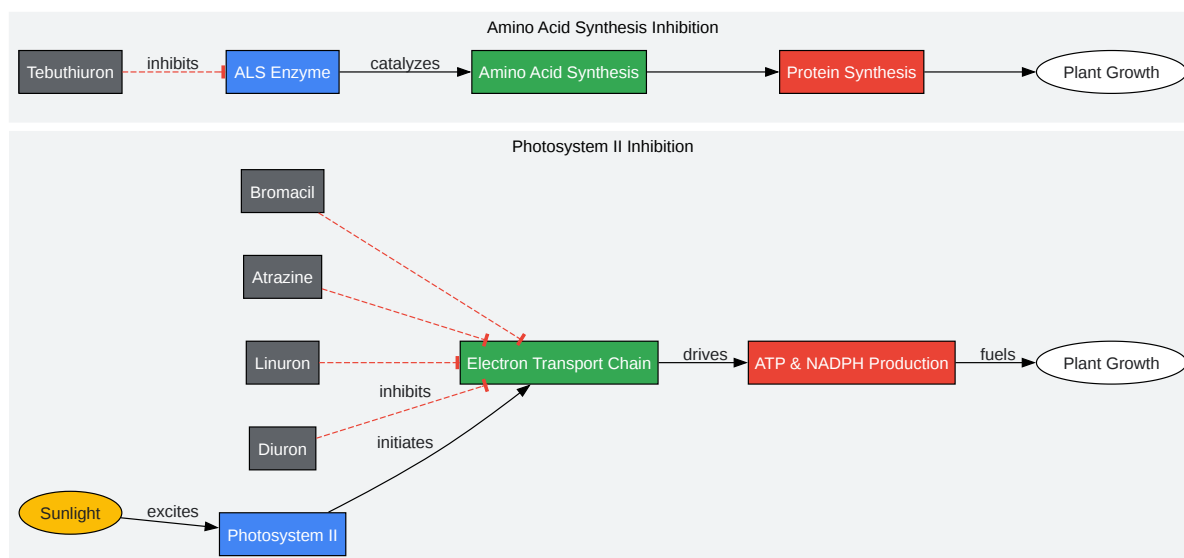 Amino Acid Synthesis Inhibition
Tebuthiuron
inhibits
ALS Enzyme
catalyzes
Amino Acid Synthesis
Protein Synthesis
Plant Growth
Photosystem II Inhibition
Bromacil
Atrazine
Linuron
Electron Transport Chain
drives
ATP & NADPH Production
fuels
Plant Growth
inhibits
Diuron
initiates
Sunlight
excites
Photosystem II